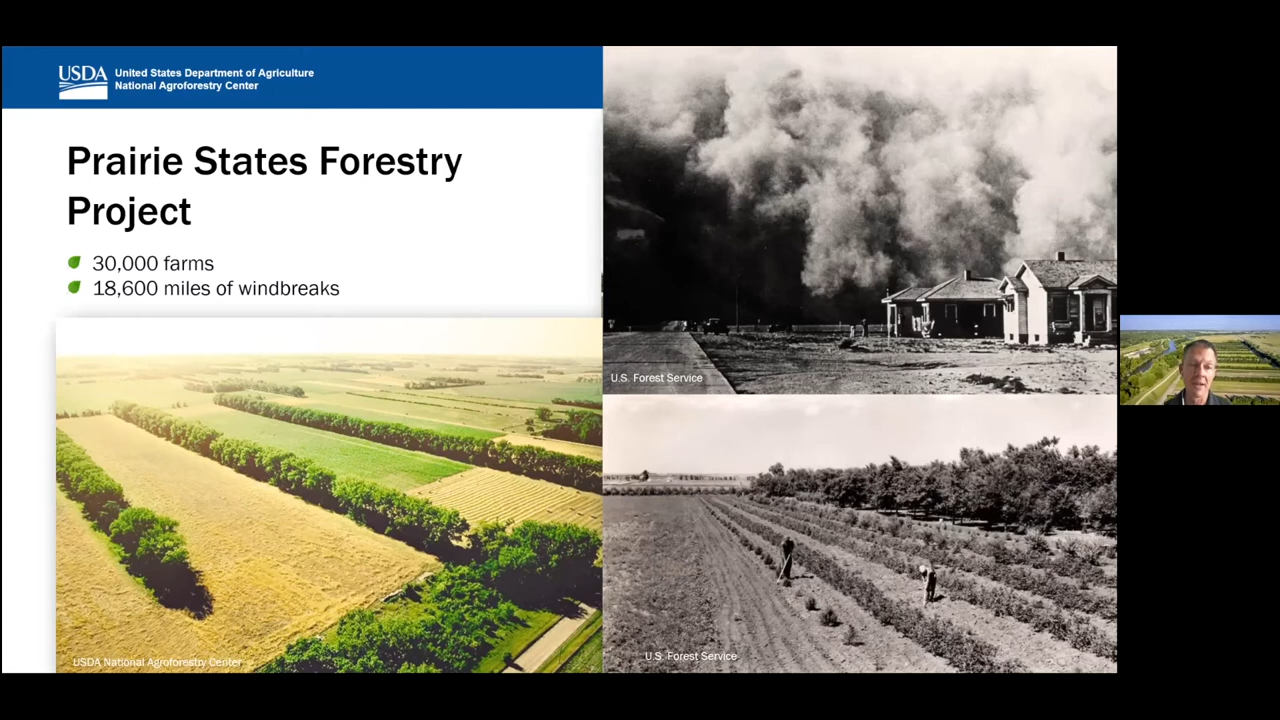 USDA
United States Department of Agriculture
National Agroforestry Center
Prairie States Forestry
Project
30,000 farms
18,600 miles of windbreaks
USDA National Agroforestry Center
U.S. Forest Service
U.S. Forest Service